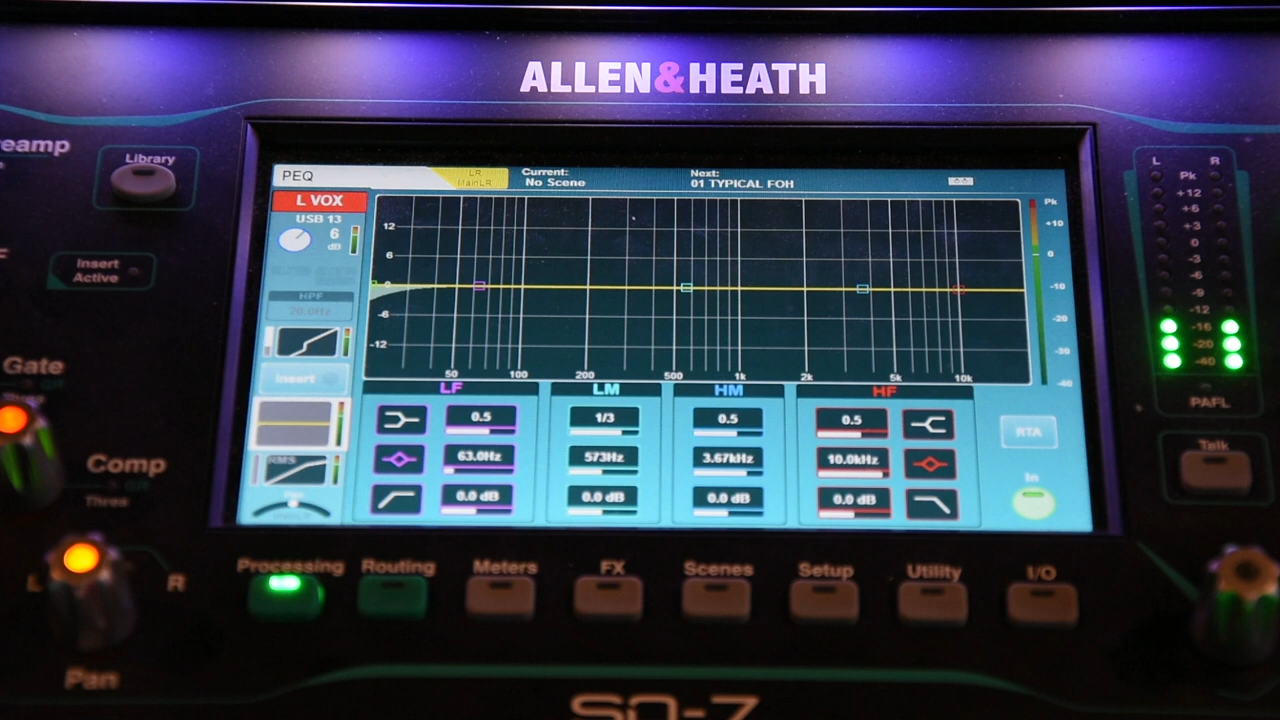 ALLEN&HEATH
reamp
Library
Insert
Active
Gate
Comp
Thres
L
R
Pan
PEQ
LR
MainLR
Current:
No Scene
Next:
01 TYPICAL FOH
L VOX
USB 13
6
dB
HPF
20.0Hz
Insert
RMS
Pan
12
6
0
-6
-12
50 100 200 500 1k 2k 5k 10k
Pk
+10
0
-10
-20
-30
-40
LF LM HM HF
0.5 1/3 0.5 0.5
63.0Hz 573Hz 3.67kHz 10.0kHz
0.0 dB 0.0 dB 0.0 dB 0.0 dB
RTA
In
L R
Pk
+12
+6
+3
0
-3
-6
-9
-12
-16
-20
-40
PAFL
Talk
Processing Routing Meters FX Scenes Setup Utility I/O
SQ-7